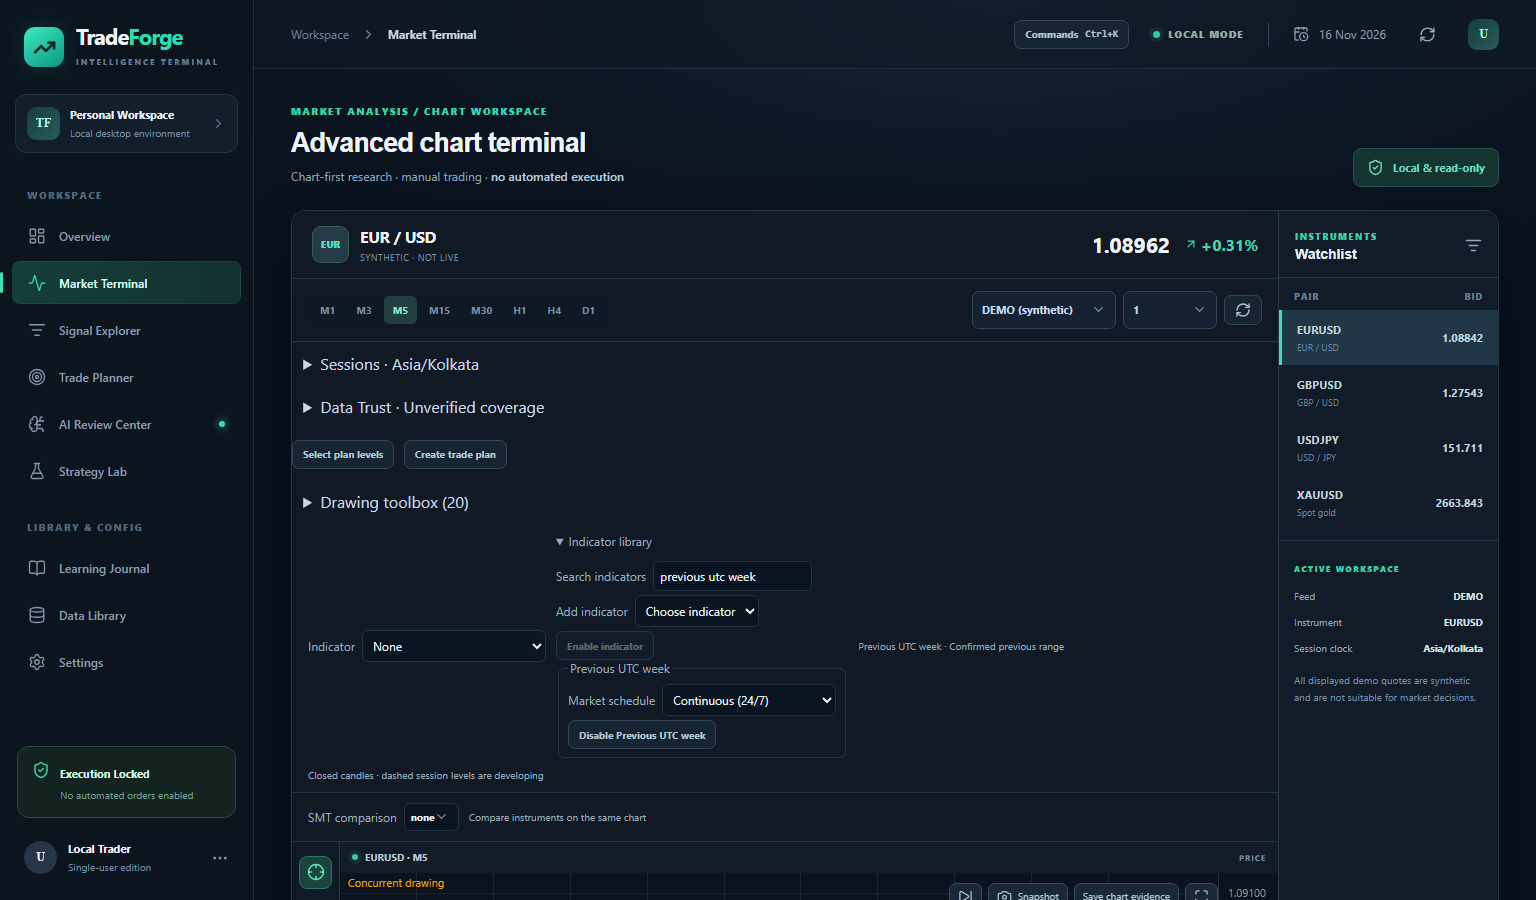 TradeForge
INTELLIGENCE TERMINAL
TF
Personal Workspace
Local desktop environment
WORKSPACE
Overview
Market Terminal
Signal Explorer
Trade Planner
AI Review Center
Strategy Lab
LIBRARY & CONFIG
Learning Journal
Data Library
Settings
Execution Locked
No automated orders enabled
U
Local Trader
Single-user edition
Workspace > Market Terminal
Commands Ctrl+K
LOCAL MODE
16 Nov 2026
U
MARKET ANALYSIS / CHART WORKSPACE
Advanced chart terminal
Chart-first research · manual trading · no automated execution
Local & read-only
EUR
EUR / USD
SYNTHETIC · NOT LIVE
1.08962
+0.31%
M1 M3 M5 M15 M30 H1 H4 D1
DEMO (synthetic)
1
Sessions · Asia/Kolkata
Data Trust · Unverified coverage
Select plan levels
Create trade plan
Drawing toolbox (20)
Indicator library
Search indicators previous utc week
Add indicator Choose indicator
Indicator None
Enable indicator
Previous UTC week · Confirmed previous range
Previous UTC week
Market schedule Continuous (24/7)
Disable Previous UTC week
Closed candles · dashed session levels are developing
SMT comparison none Compare instruments on the same chart
EURUSD · M5
PRICE
Concurrent drawing
Snapshot
Save chart evidence
1.09100
INSTRUMENTS
Watchlist
PAIR BID
EURUSD
EUR / USD
1.08842
GBPUSD
GBP / USD
1.27543
USDJPY
USD / JPY
151.711
XAUUSD
Spot gold
2663.843
ACTIVE WORKSPACE
Feed DEMO
Instrument EURUSD
Session clock Asia/Kolkata
All displayed demo quotes are synthetic
and are not suitable for market decisions.